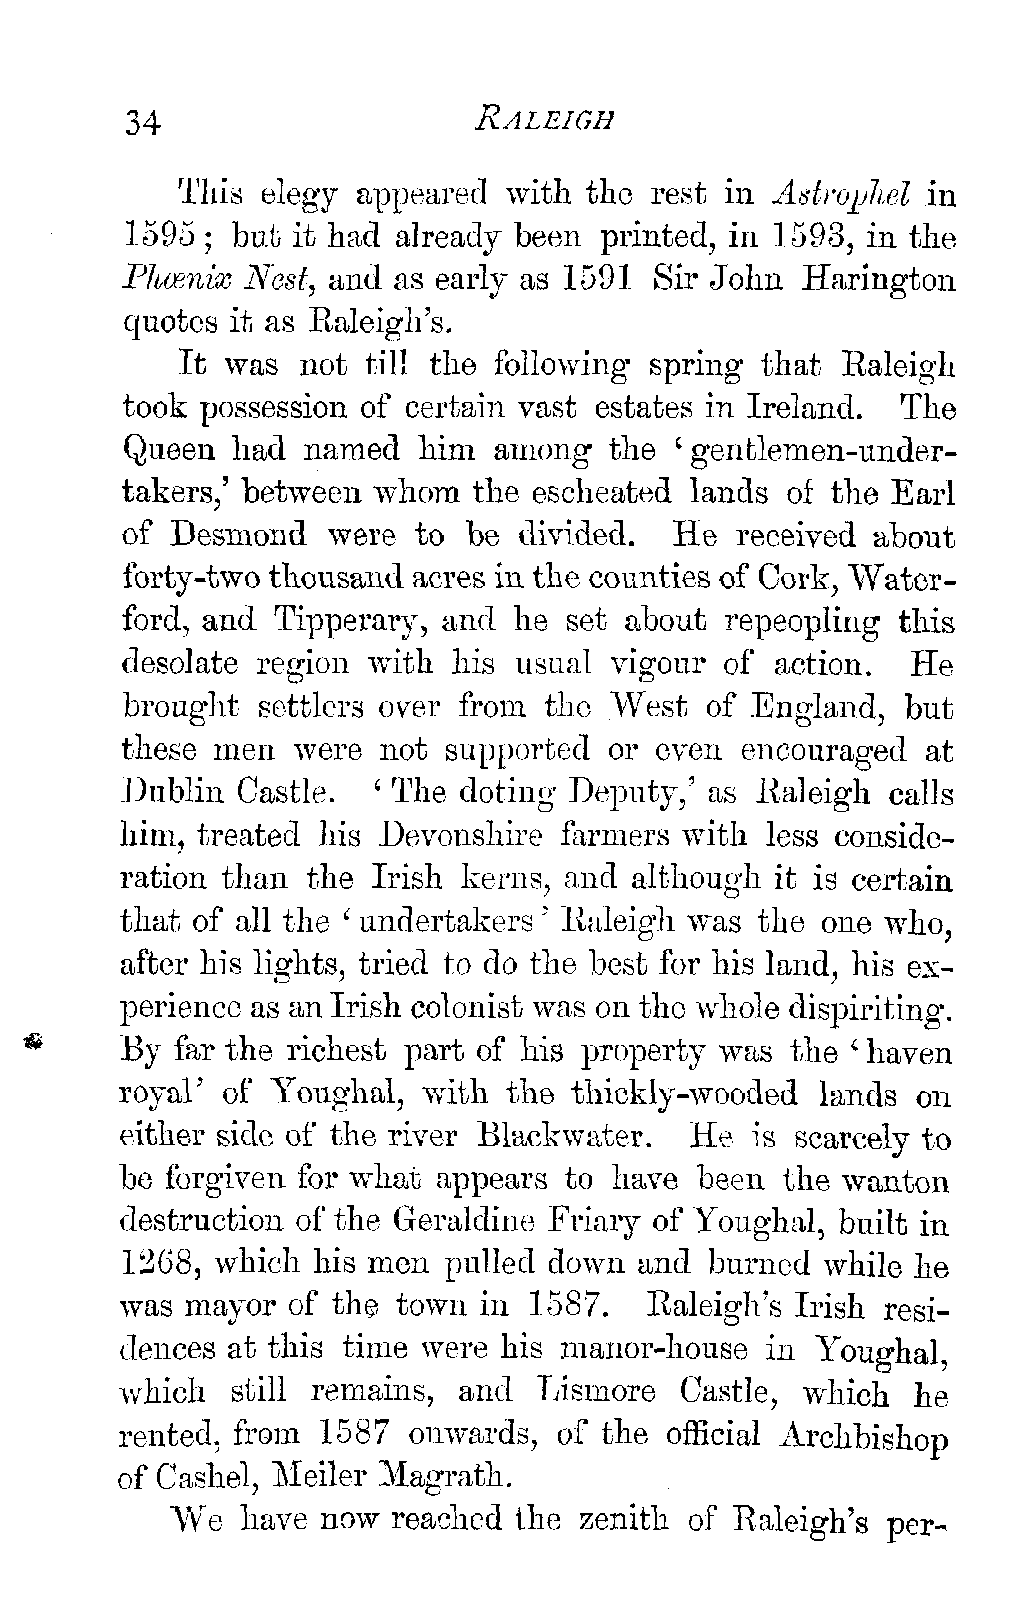 34 RALEIGH
This elegy appeared with the rest in Astrophel in
1595; but it had already been printed, in 1593, in the
Phœnix Nest, and as early as 1591 Sir John Harington
quotes it as Raleigh's.
It was not till the following spring that Raleigh
took possession of certain vast estates in Ireland. The
Queen had named him among the ‘gentlemen-under-
takers,’ between whom the escheated lands of the Earl
of Desmond were to be divided. He received about
forty-two thousand acres in the counties of Cork, Water-
ford, and Tipperary, and he set about repeopling this
desolate region with his usual vigour of action. He
brought settlers over from the West of England, but
these men were not supported or even encouraged at
Dublin Castle. ‘The doting Deputy,’ as Raleigh calls
him, treated his Devonshire farmers with less conside-
ration than the Irish kerns, and although it is certain
that of all the ‘undertakers’ Raleigh was the one who,
after his lights, tried to do the best for his land, his ex-
perience as an Irish colonist was on the whole dispiriting.
By far the richest part of his property was the ‘haven
royal’ of Youghal, with the thickly-wooded lands on
either side of the river Blackwater. He is scarcely to
be forgiven for what appears to have been the wanton
destruction of the Geraldine Friary of Youghal, built in
1268, which his men pulled down and burned while he
was mayor of the town in 1587. Raleigh's Irish resi-
dences at this time were his manor-house in Youghal,
which still remains, and Lismore Castle, which he
rented, from 1587 onwards, of the official Archbishop
of Cashel, Meiler Magrath.
We have now reached the zenith of Raleigh's per-